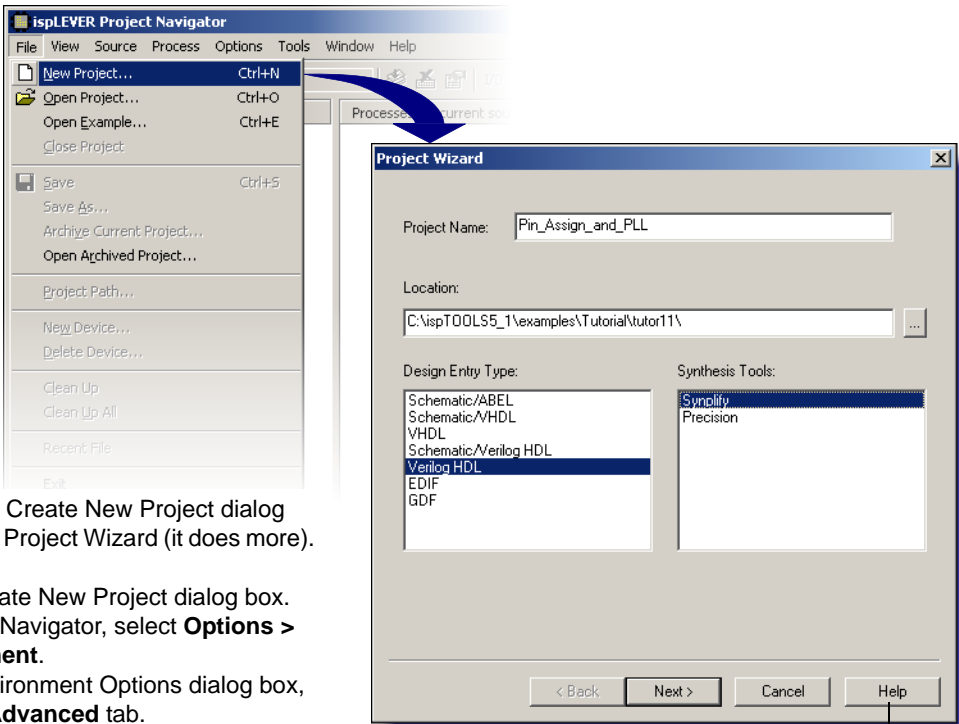 ispLEVER Project Navigator
File View Source Process Options Tools Window Help
New Project... Ctrl+N
Open Project... Ctrl+O
Open Example... Ctrl+E
Close Project
Save Ctrl+S
Save As...
Archive Current Project...
Open Archived Project...
Project Path...
New Device...
Delete Device...
Clean Up
Clean Up All
Recent File
Exit
Processes current
Project Wizard
Project Name: Pin_Assign_and_PLL
Location:
C:\ispTOOLS5_1\examples\Tutorial\tutor11\ ...
Design Entry Type:
Schematic/ABEL
Schematic/VHDL
VHDL
Schematic/Verilog HDL
Verilog HDL
EDIF
GDF
Synthesis Tools:
Synplify
Precision
< Back Next > Cancel Help
Create New Project dialog
Project Wizard (it does more).
ate New Project dialog box.
Navigator, select Options >
ent.
ironment Options dialog box,
dvanced tab.